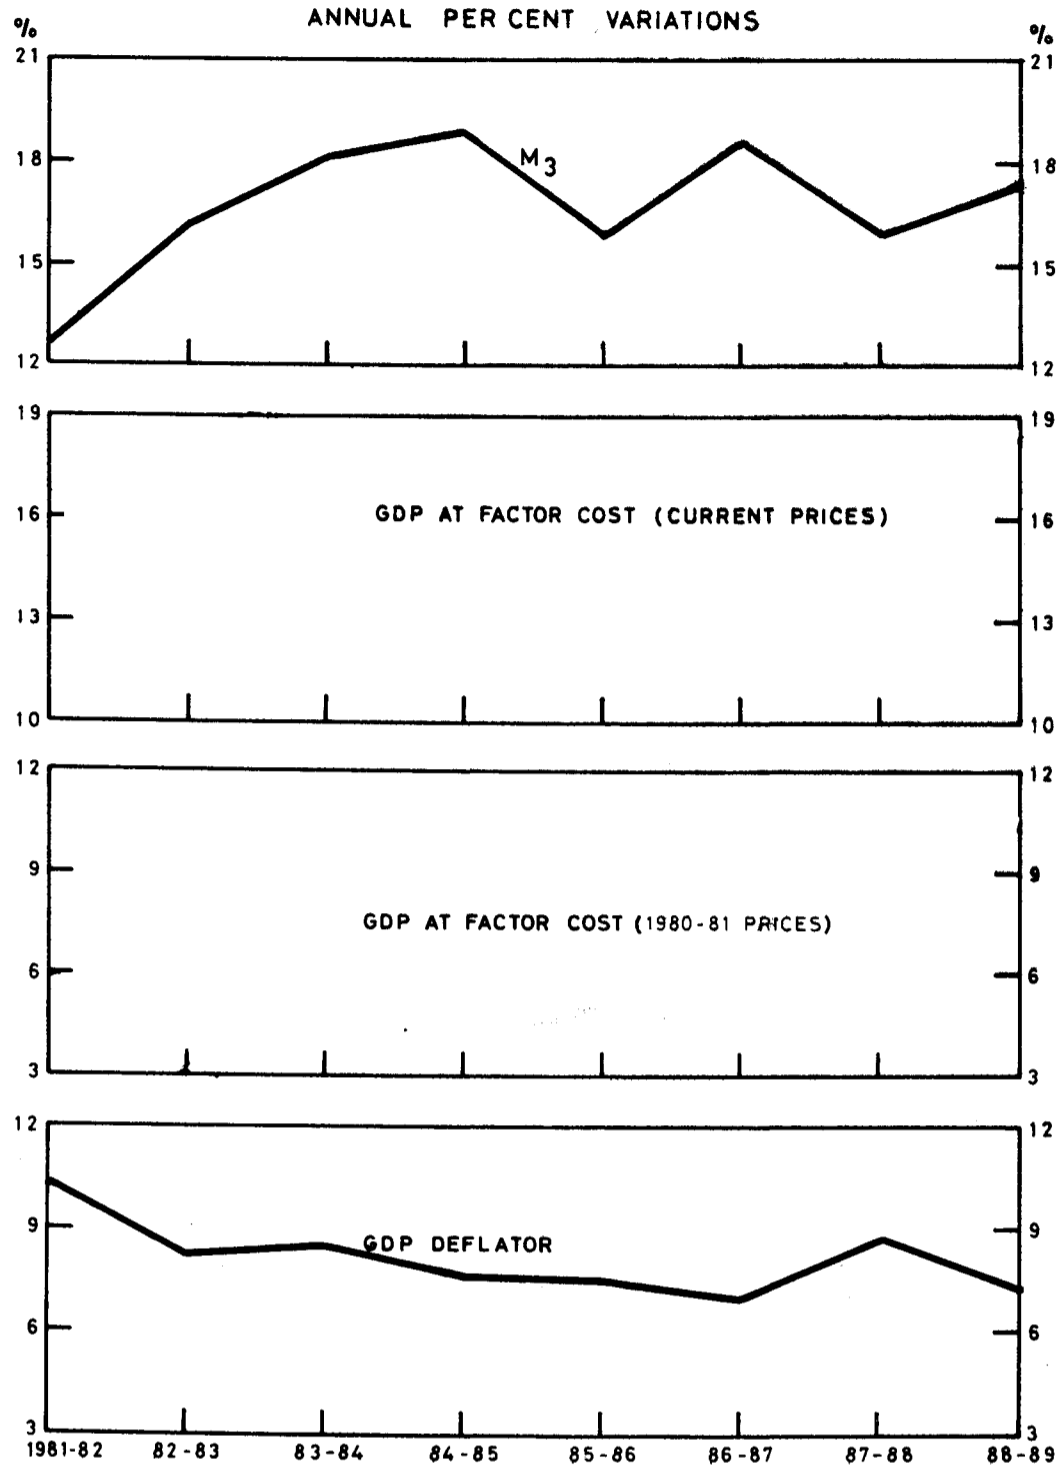 ANNUAL PER CENT VARIATIONS
% %
21 21
M3
18 18
15 15
12 12
19 19
16 GDP AT FACTOR COST (CURRENT PRICES) 16
13 13
10 10
12 12
9 9
GDP AT FACTOR COST (1980-81 PRICES)
6 6
3 3
12 12
9 9
GDP DEFLATOR
6 6
3 3
1981-82 82-83 83-84 84-85 85-86 86-87 87-88 88-89